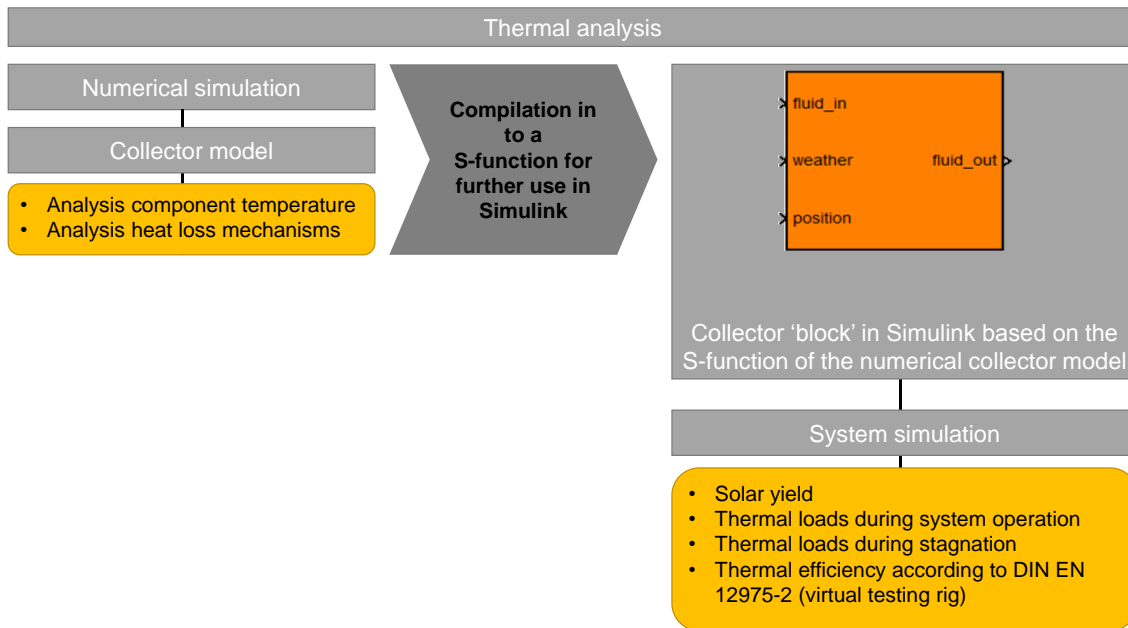 Thermal analysis
Numerical simulation
Collector model
• Analysis component temperature
• Analysis heat loss mechanisms
Compilation in
to a
S-function for
further use in
Simulink
fluid_in
weather
fluid_out
position
Collector ‘block’ in Simulink based on the
S-function of the numerical collector model
System simulation
• Solar yield
• Thermal loads during system operation
• Thermal loads during stagnation
• Thermal efficiency according to DIN EN
12975-2 (virtual testing rig)